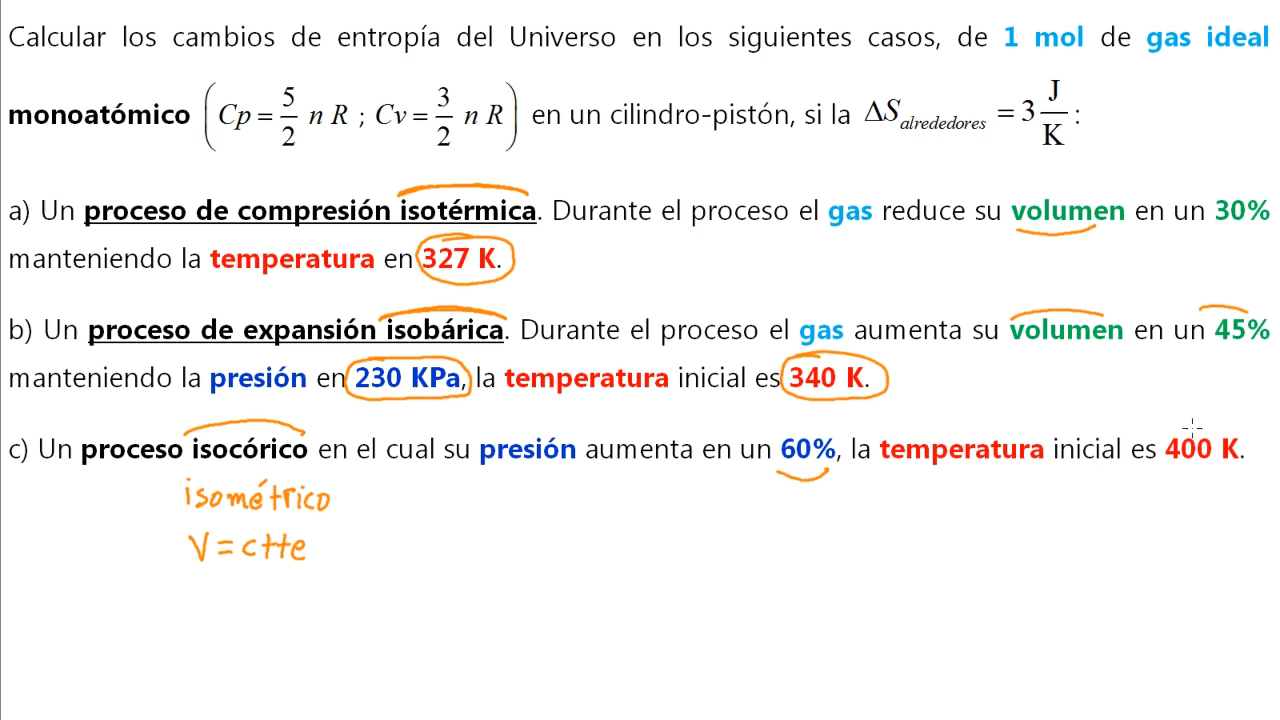 Calcular los cambios de entropía del Universo en los siguientes casos, de 1 mol de gas ideal
monoatómico (Cp = 5/2 n R ; Cv = 3/2 n R) en un cilindro-pistón, si la ΔS alrededores = 3 J/K :
a) Un proceso de compresión isotérmica. Durante el proceso el gas reduce su volumen en un 30%
manteniendo la temperatura en 327 K.
b) Un proceso de expansión isobárica. Durante el proceso el gas aumenta su volumen en un 45%
manteniendo la presión en 230 KPa, la temperatura inicial es 340 K.
c) Un proceso isocórico en el cual su presión aumenta en un 60%, la temperatura inicial es 400 K.
isométrico
V = ctte